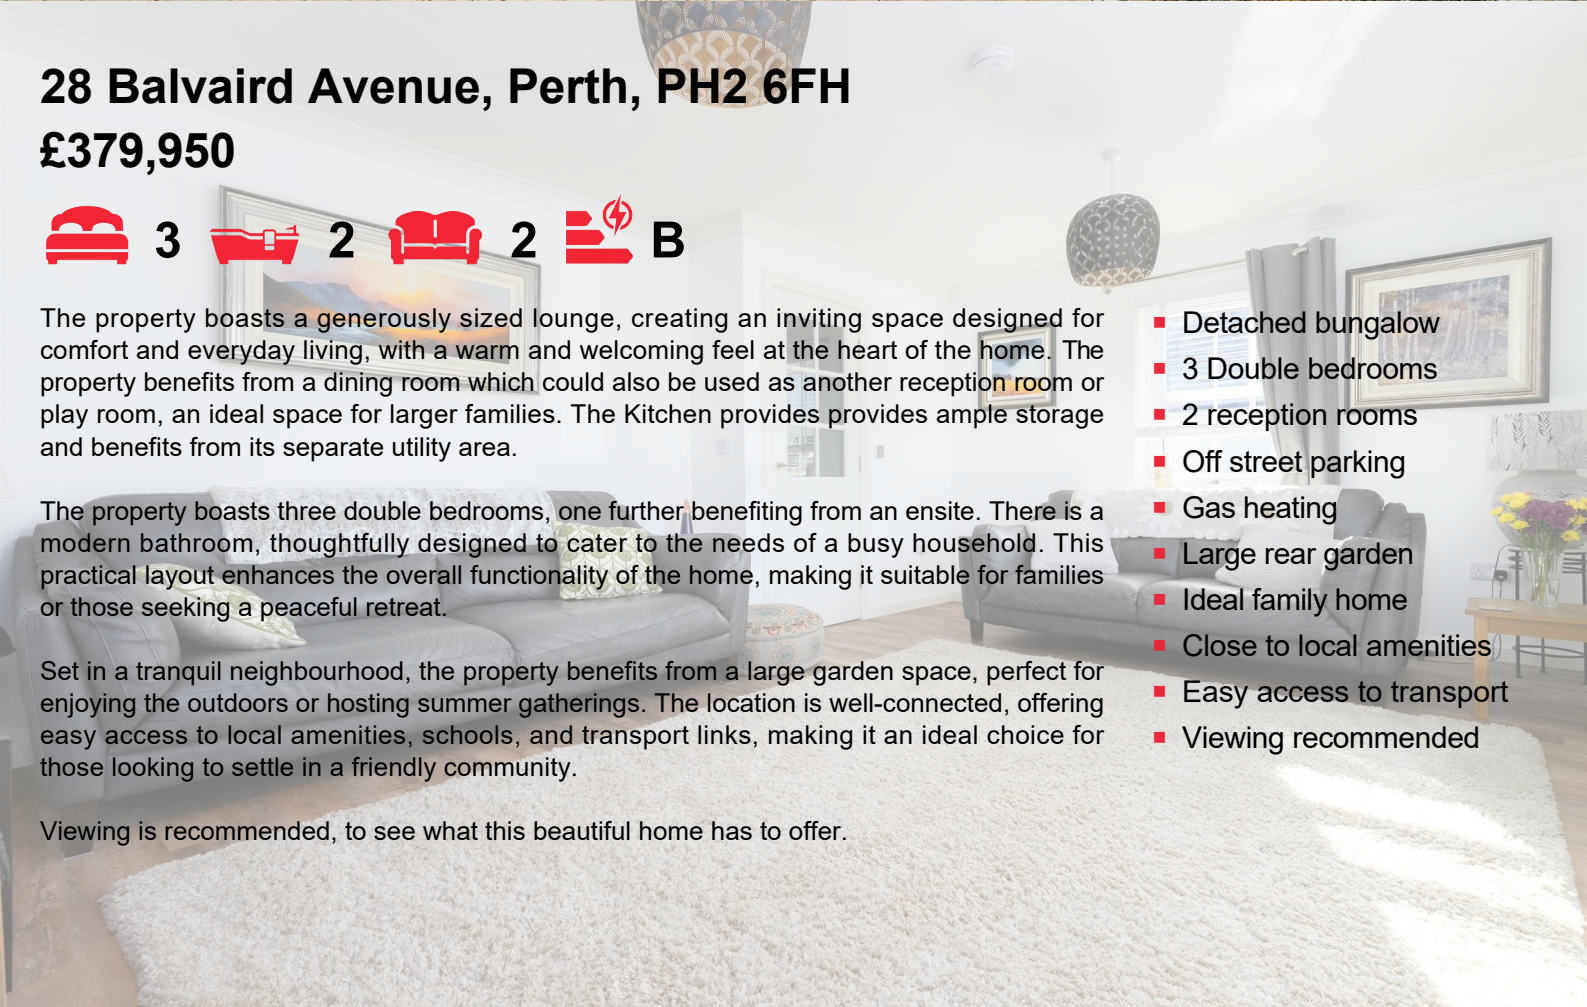 28 Balvaird Avenue, Perth, PH2 6FH
£379,950
3 2 2 B
The property boasts a generously sized lounge, creating an inviting space designed for
comfort and everyday living, with a warm and welcoming feel at the heart of the home. The
property benefits from a dining room which could also be used as another reception room or
play room, an ideal space for larger families. The Kitchen provides provides ample storage
and benefits from its separate utility area.
The property boasts three double bedrooms, one further benefiting from an ensite. There is a
modern bathroom, thoughtfully designed to cater to the needs of a busy household. This
practical layout enhances the overall functionality of the home, making it suitable for families
or those seeking a peaceful retreat.
Set in a tranquil neighbourhood, the property benefits from a large garden space, perfect for
enjoying the outdoors or hosting summer gatherings. The location is well-connected, offering
easy access to local amenities, schools, and transport links, making it an ideal choice for
those looking to settle in a friendly community.
Viewing is recommended, to see what this beautiful home has to offer.
Detached bungalow
3 Double bedrooms
2 reception rooms
Off street parking
Gas heating
Large rear garden
Ideal family home
Close to local amenities
Easy access to transport
Viewing recommended